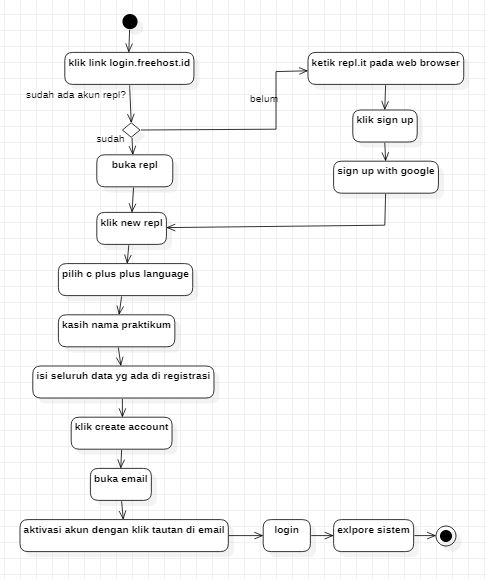 klik link login.freehost.id
ketik repl.it pada web browser
sudah ada akun repl?
belum
klik sign up
sudah
buka repl
sign up with google
klik new repl
pilih c plus plus language
kasih nama praktikum
isi seluruh data yg ada di registrasi
klik create account
buka email
aktivasi akun dengan klik tautan di email
login
exlpore sistem